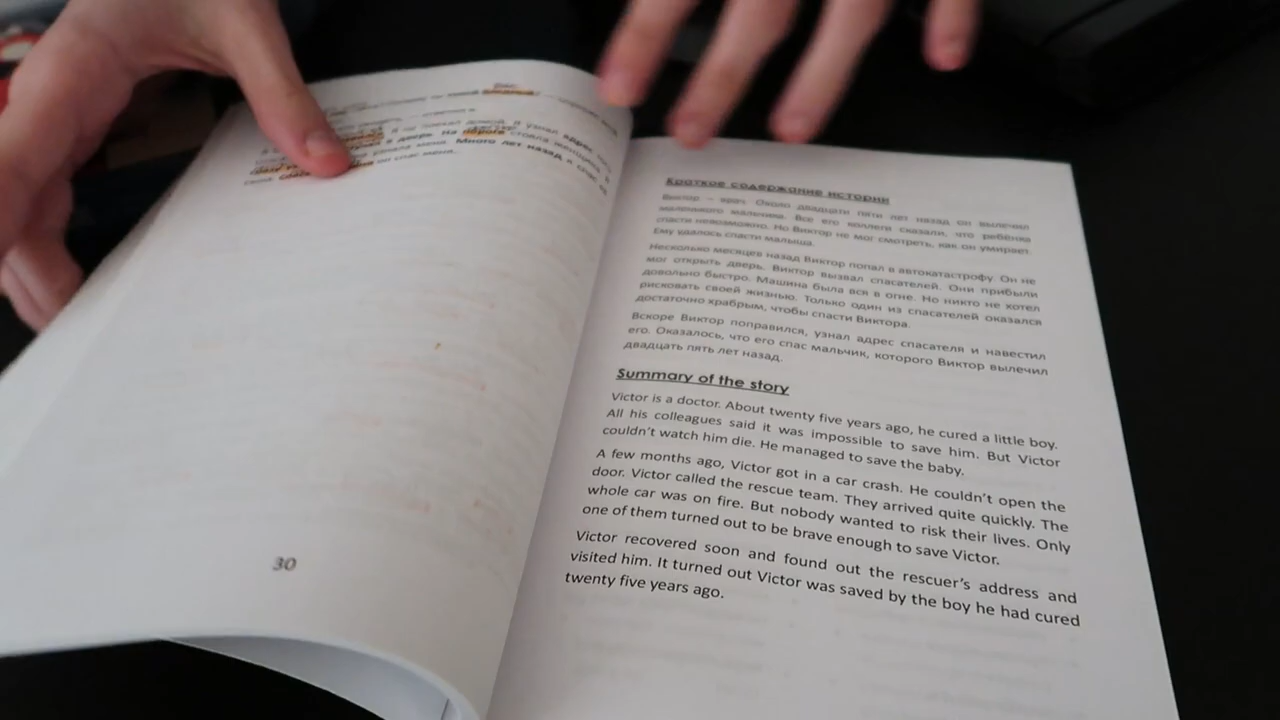 он спас меня.
30
Краткое содержание истории
Виктор – врач. Около двадцати пяти лет назад он вылечил
маленького мальчика. Все его коллеги сказали, что ребёнка
спасти невозможно. Но Виктор не мог смотреть, как он умирает.
Ему удалось спасти малыша.
Несколько месяцев назад Виктор попал в автокатастрофу. Он не
мог открыть дверь. Виктор вызвал спасателей. Они прибыли
довольно быстро. Машина была вся в огне. Но никто не хотел
рисковать своей жизнью. Только один из спасателей оказался
достаточно храбрым, чтобы спасти Виктора.
Вскоре Виктор поправился, узнал адрес спасателя и навестил
его. Оказалось, что его спас мальчик, которого Виктор вылечил
двадцать пять лет назад.
Summary of the story
Victor is a doctor. About twenty five years ago, he cured a little boy.
All his colleagues said it was impossible to save him. But Victor
couldn't watch him die. He managed to save the baby.
A few months ago, Victor got in a car crash. He couldn't open the
door. Victor called the rescue team. They arrived quite quickly. The
whole car was on fire. But nobody wanted to risk their lives. Only
one of them turned out to be brave enough to save Victor.
Victor recovered soon and found out the rescuer's address and
visited him. It turned out Victor was saved by the boy he had cured
twenty five years ago.